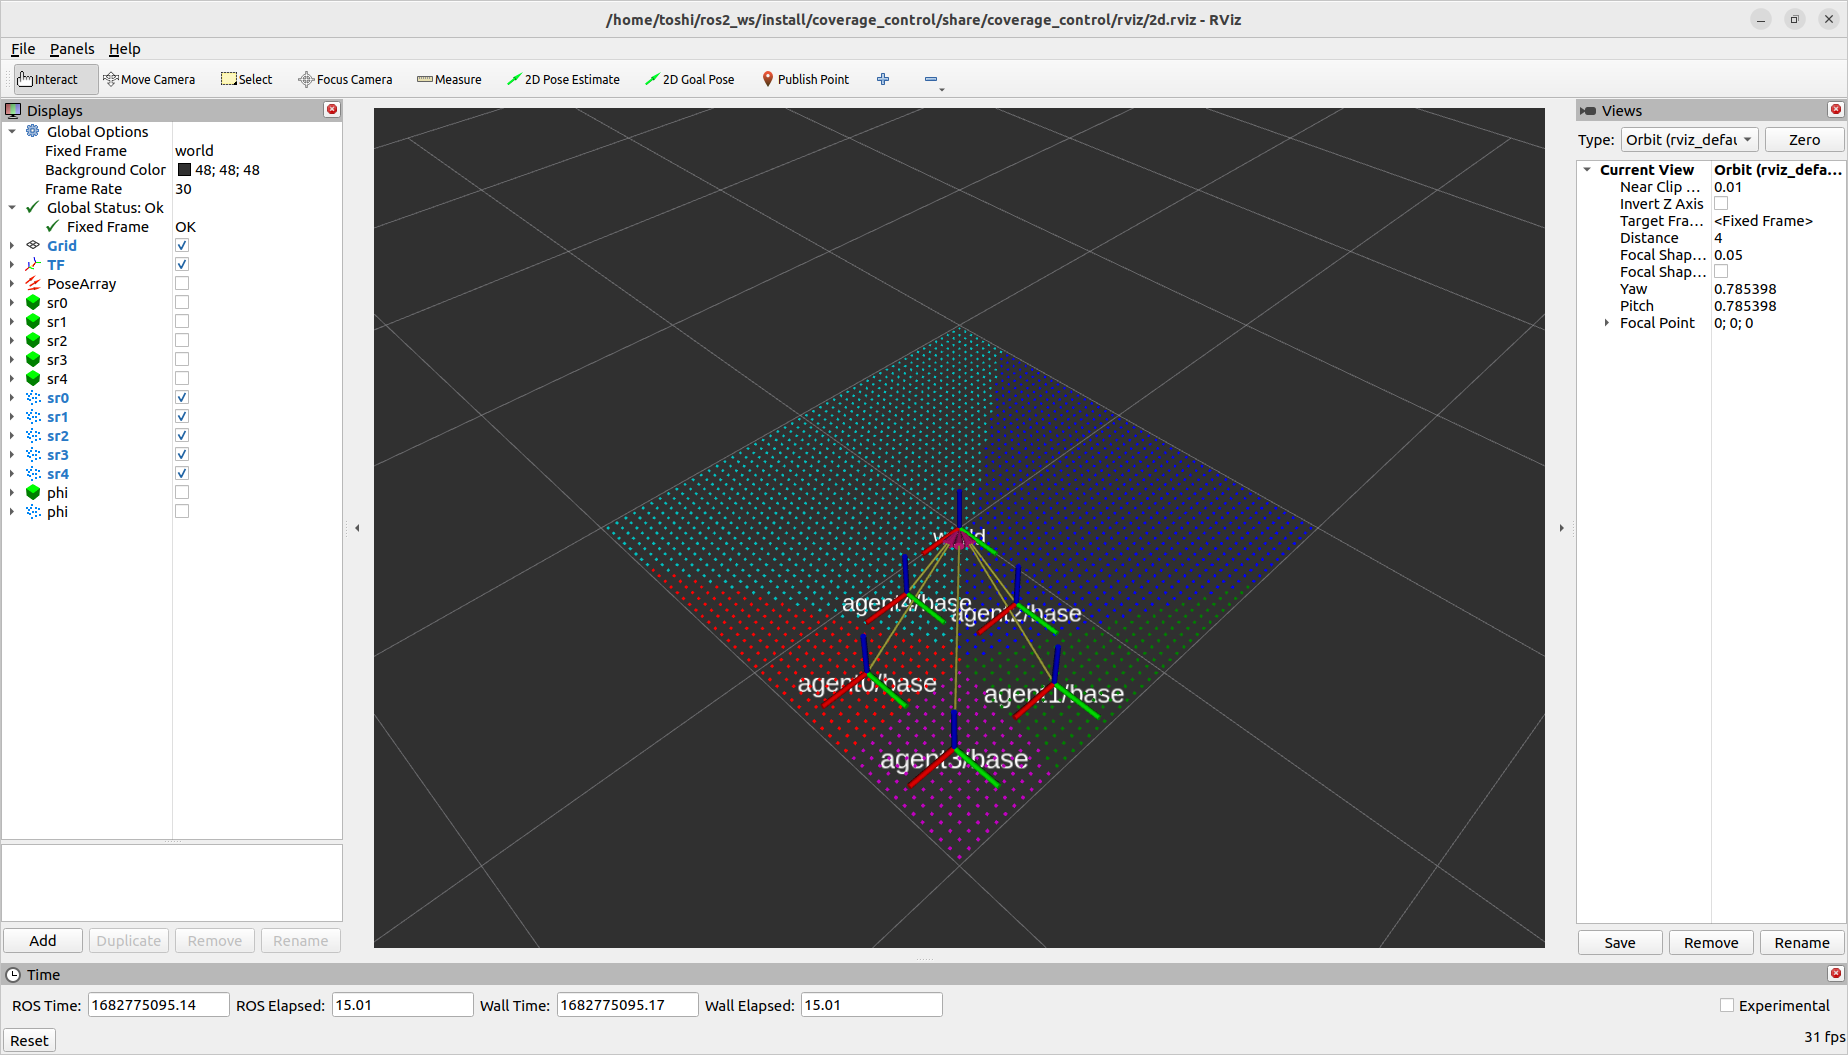 /home/toshi/ros2_ws/install/coverage_control/share/coverage_control/rviz/2d.rviz - RViz
File Panels Help
Interact Move Camera Select Focus Camera Measure 2D Pose Estimate 2D Goal Pose Publish Point
Displays
Global Options
Fixed Frame world
Background Color 48; 48; 48
Frame Rate 30
Global Status: Ok
Fixed Frame OK
Grid
TF
PoseArray
sr0
sr1
sr2
sr3
sr4
sr0
sr1
sr2
sr3
sr4
phi
phi
Add Duplicate Remove Rename
world
agent4/base
agent2/base
agent0/base
agent1/base
agent3/base
Views
Type: Orbit (rviz_defau Zero
Current View Orbit (rviz_defa...
Near Clip ... 0.01
Invert Z Axis
Target Fra... <Fixed Frame>
Distance 4
Focal Shap... 0.05
Focal Shap...
Yaw 0.785398
Pitch 0.785398
Focal Point 0; 0; 0
Save Remove Rename
Time
ROS Time: 1682775095.14 ROS Elapsed: 15.01 Wall Time: 1682775095.17 Wall Elapsed: 15.01 Experimental
Reset 31 fps